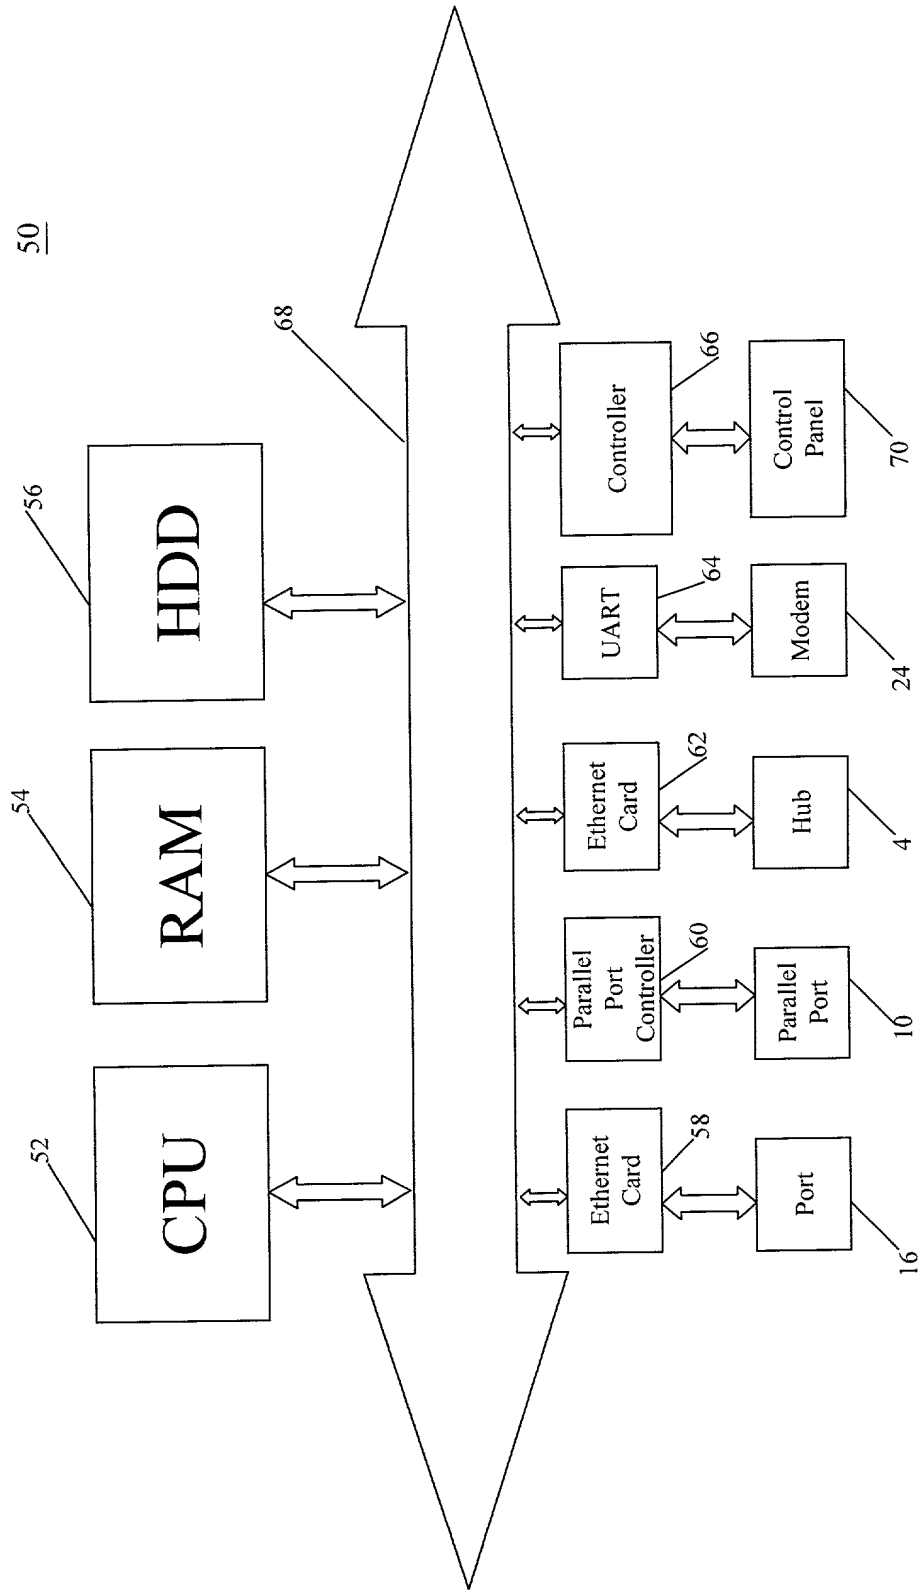 50
52
54
56
CPU
RAM
HDD
68
Ethernet
Card
Parallel
Port
Controller
Ethernet
Card
UART
Controller
58
60
62
64
66
Port
Parallel
Port
Hub
Modem
Control
Panel
16
10
4
24
70